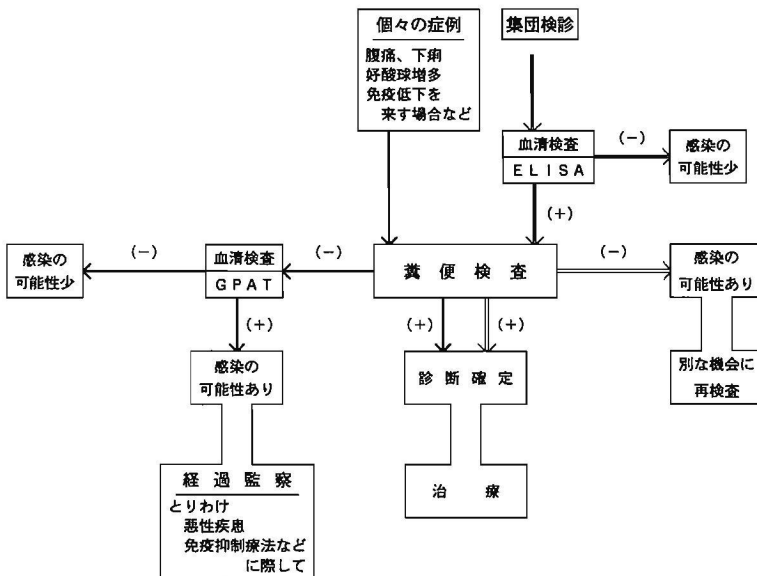 個々の症例
腹痛、下痢
好酸球増多
免疫低下を
来す場合など
集団検診
血清検査
ELISA
(−)
感染の
可能性少
(+)
感染の
可能性少
(−)
血清検査
GPAT
(−)
糞便検査
(−)
感染の
可能性あり
(+)
(+)
(+)
感染の
可能性あり
診断確定
別な機会に
再検査
経過監察
とりわけ
悪性疾患
免疫抑制療法など
に際して
治療